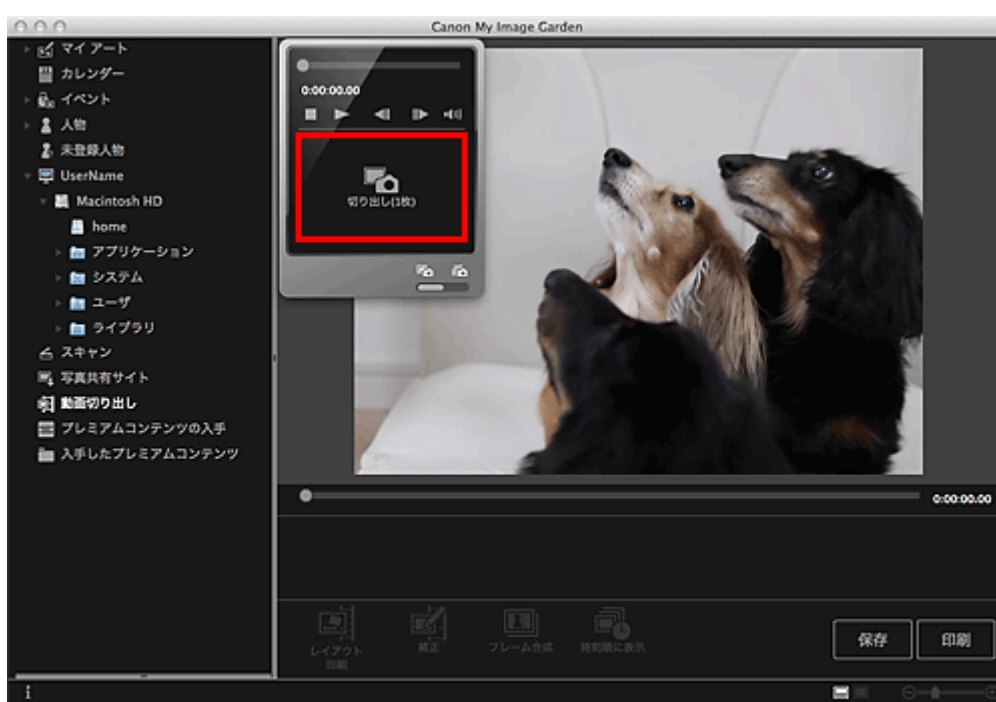 Canon My Image Garden
マイ アート
カレンダー
イベント
人物
未登録人物
UserName
Macintosh HD
home
アプリケーション
システム
ユーザ
ライブラリ
スキャン
写真共有サイト
動画切り出し
プレミアムコンテンツの入手
入手したプレミアムコンテンツ
0:00:00.00
切り出し(1枚)
0:00:00.00
レイアウト
印刷
補正
フレーム合成
時刻順に表示
保存
印刷